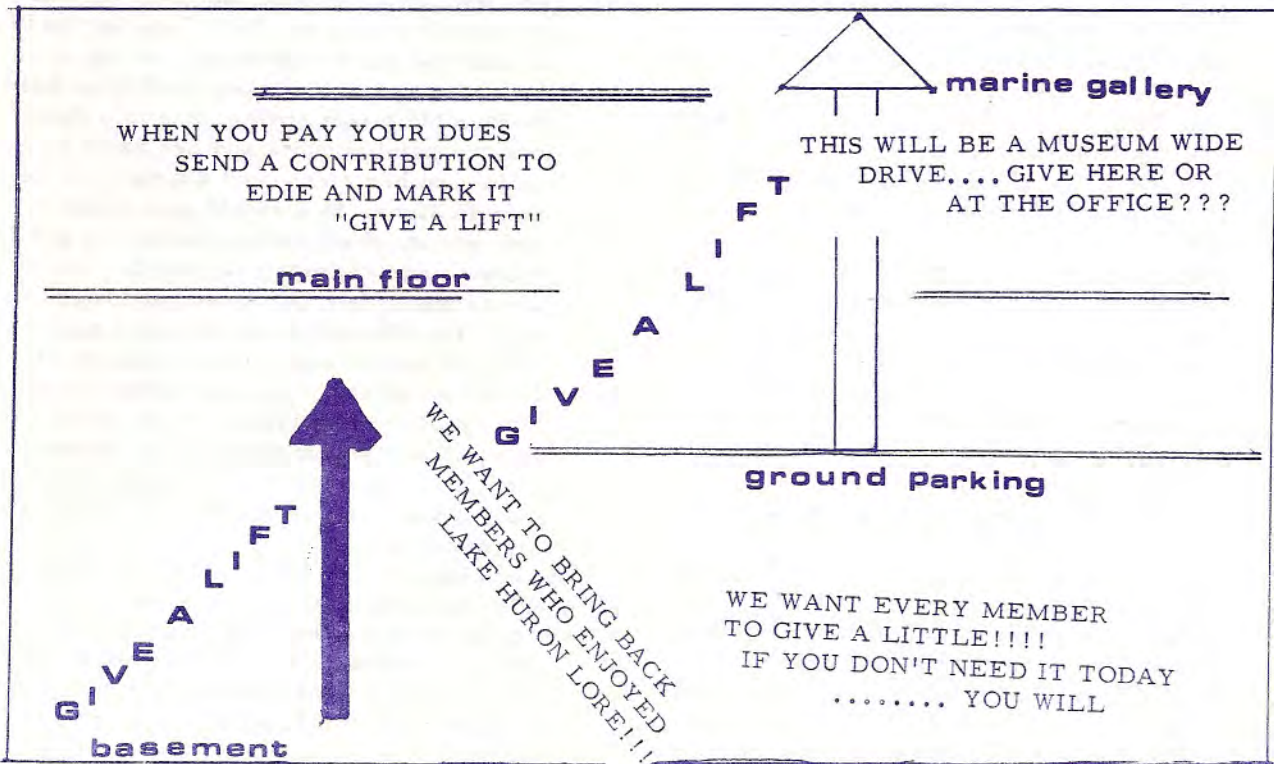 marine gallery
WHEN YOU PAY YOUR DUES
SEND A CONTRIBUTION TO
EDIE AND MARK IT
"GIVE A LIFT"
THIS WILL BE A MUSEUM WIDE
DRIVE....GIVE HERE OR
AT THE OFFICE???
main floor
GIVE A LIFT
ground parking
WE WANT TO BRING BACK
MEMBERS WHO ENJOYED
LAKE HURON LORE!!!
GIVE A LIFT
basement
WE WANT EVERY MEMBER
TO GIVE A LITTLE!!!!
IF YOU DON'T NEED IT TODAY
........ YOU WILL